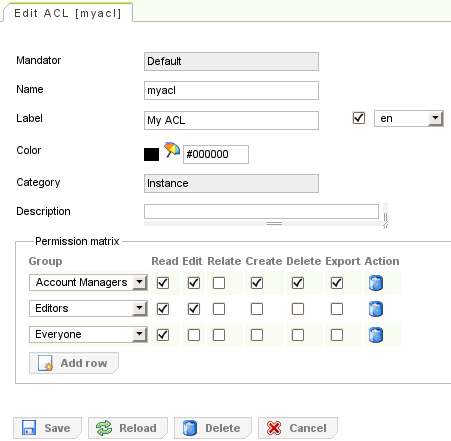 Edit ACL [myacl]
Mandator Default
Name myacl
Label My ACL en
Color #000000
Category Instance
Description
Permission matrix
Group Read Edit Relate Create Delete Export Action
Account Managers
Editors
Everyone
Add row
Save Reload Delete Cancel